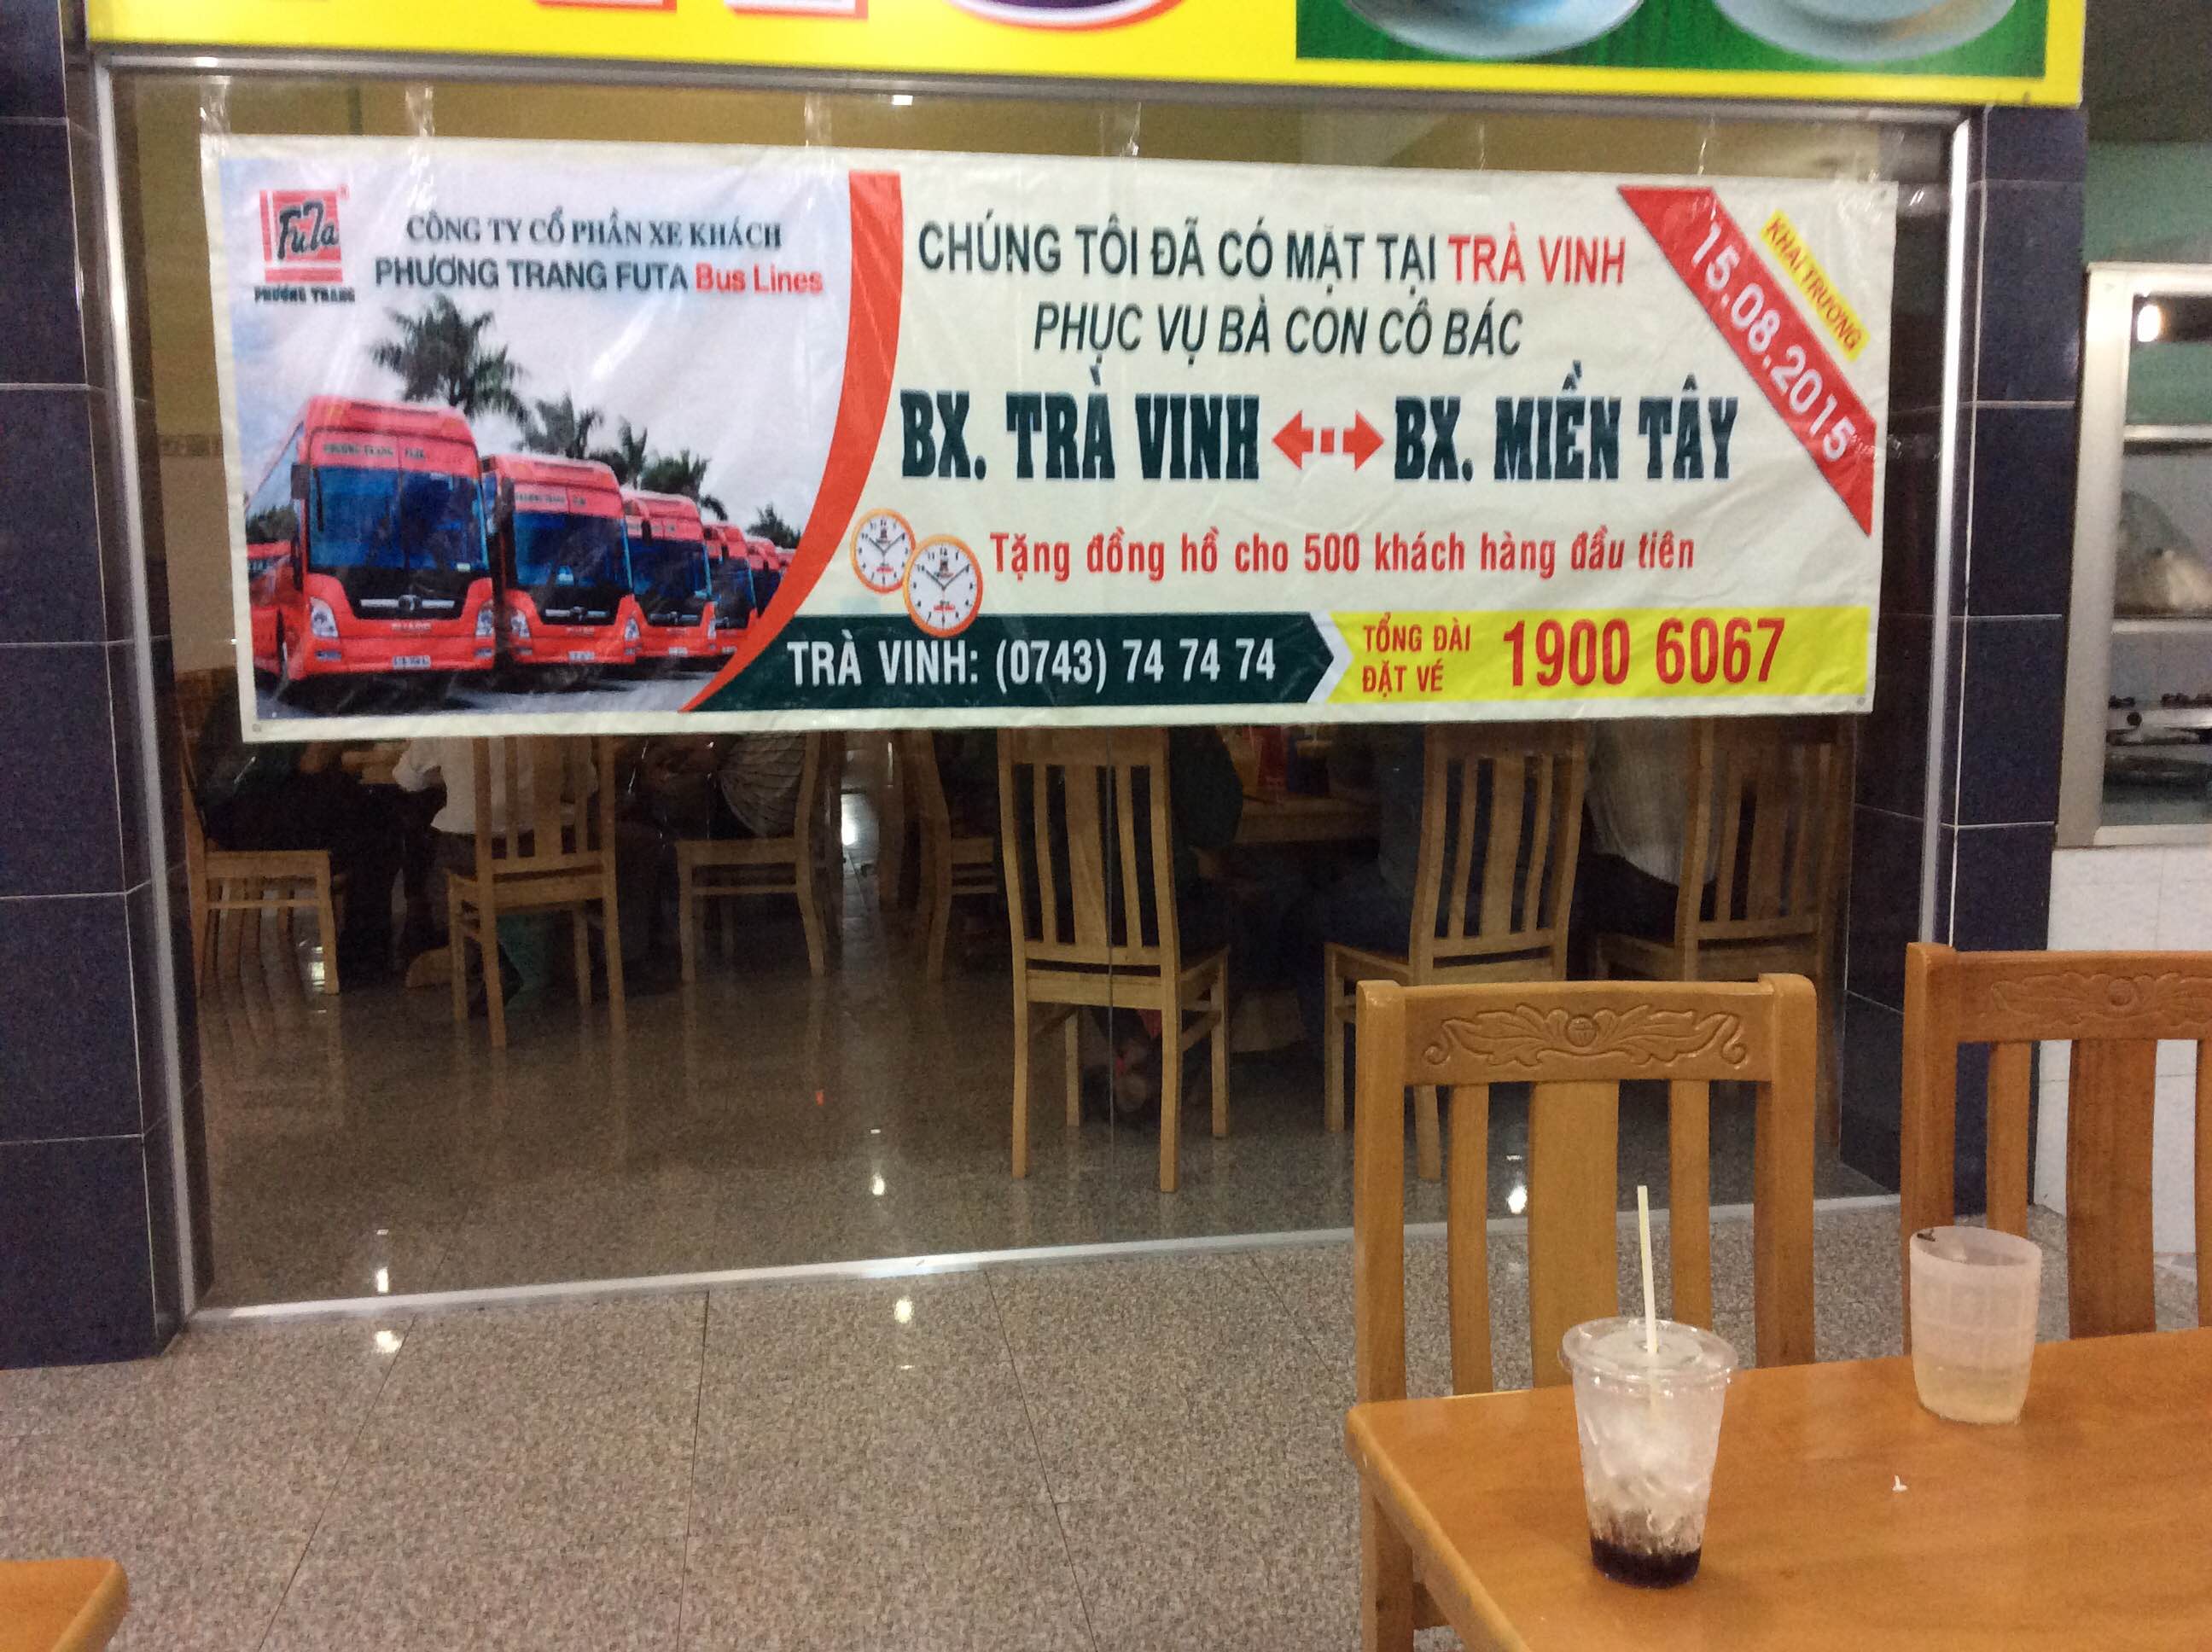 FuTa
PHƯƠNG TRANG
CÔNG TY CỔ PHẦN XE KHÁCH
PHƯƠNG TRANG FUTA Bus Lines
CHÚNG TÔI ĐÃ CÓ MẶT TẠI TRÀ VINH
PHỤC VỤ BÀ CON CÔ BÁC
BX. TRÀ VINH BX. MIỀN TÂY
KHAI TRƯƠNG
15.08.2015
Tặng đồng hồ cho 500 khách hàng đầu tiên
TRÀ VINH: (0743) 74 74 74
TỔNG ĐÀI
ĐẶT VÉ
1900 6067